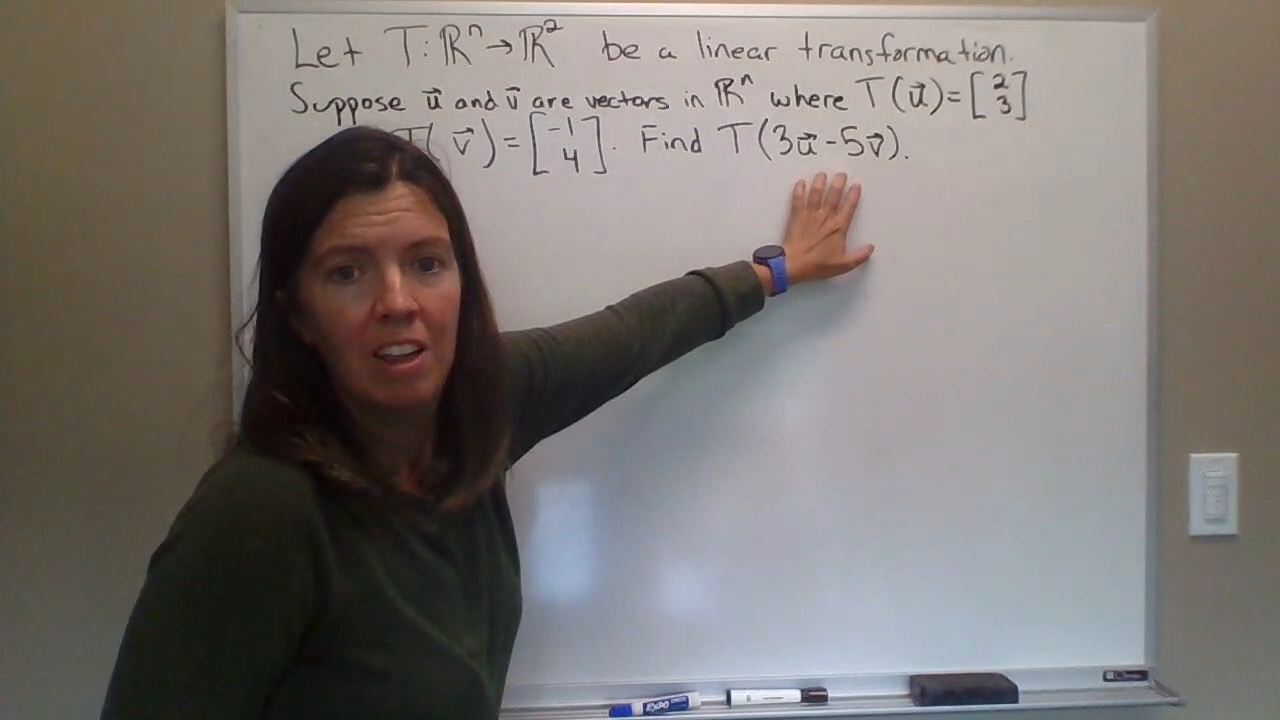 Let T: ℝⁿ → ℝ² be a linear transformation.
Suppose u⃗ and v⃗ are vectors in ℝⁿ where T(u⃗) = [2 3]
T(v⃗) = [-1 4]. Find T(3u⃗ - 5v⃗).